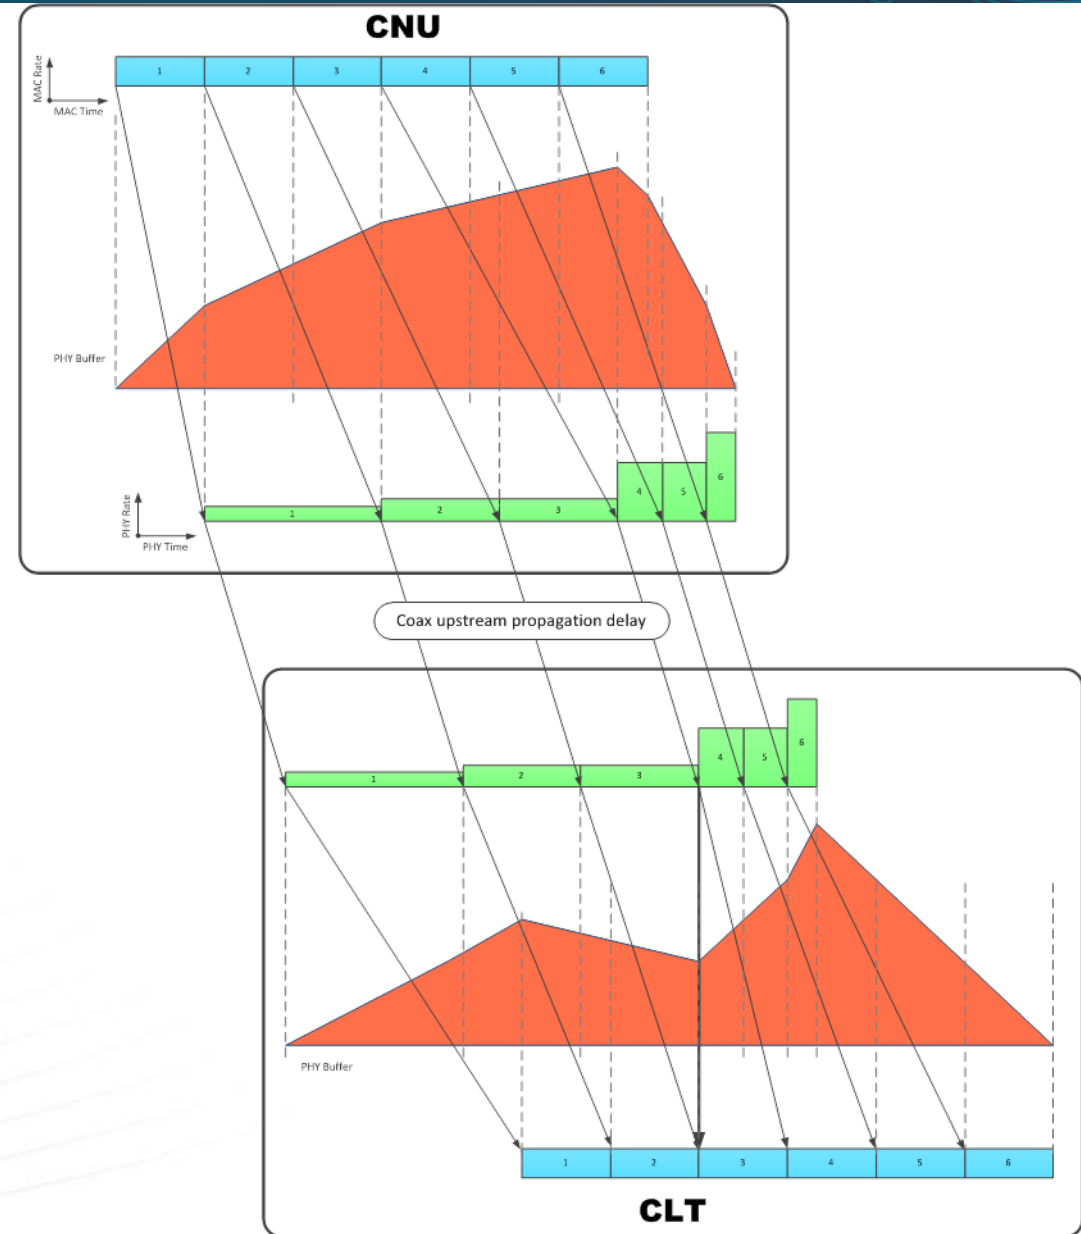 CNU
MAC Rate
1 2 3 4 5 6
MAC Time
PHY Buffer
PHY Rate
1 2 3 4 5 6
PHY Time
Coax upstream propagation delay
1 2 3 4 5 6
PHY Buffer
1 2 3 4 5 6
CLT